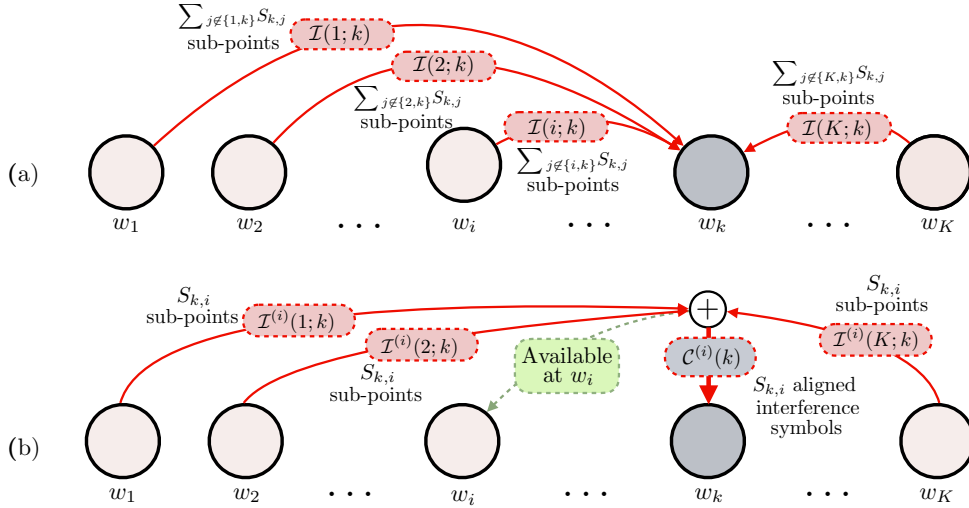 ∑_{j∉{1,k}} S_{k,j}
sub-points
I(1; k)
I(2; k)
∑_{j∉{2,k}} S_{k,j}
sub-points
I(i; k)
∑_{j∉{i,k}} S_{k,j}
sub-points
∑_{j∉{K,k}} S_{k,j}
sub-points
I(K; k)
(a)
w_1 w_2 . . . w_i . . . w_k . . . w_K
S_{k,i}
sub-points
I^{(i)}(1; k)
I^{(i)}(2; k)
S_{k,i}
sub-points
+
Available
at w_i
C^{(i)}(k)
S_{k,i} aligned
interference
symbols
S_{k,i}
sub-points
I^{(i)}(K; k)
(b)
w_1 w_2 . . . w_i . . . w_k . . . w_K